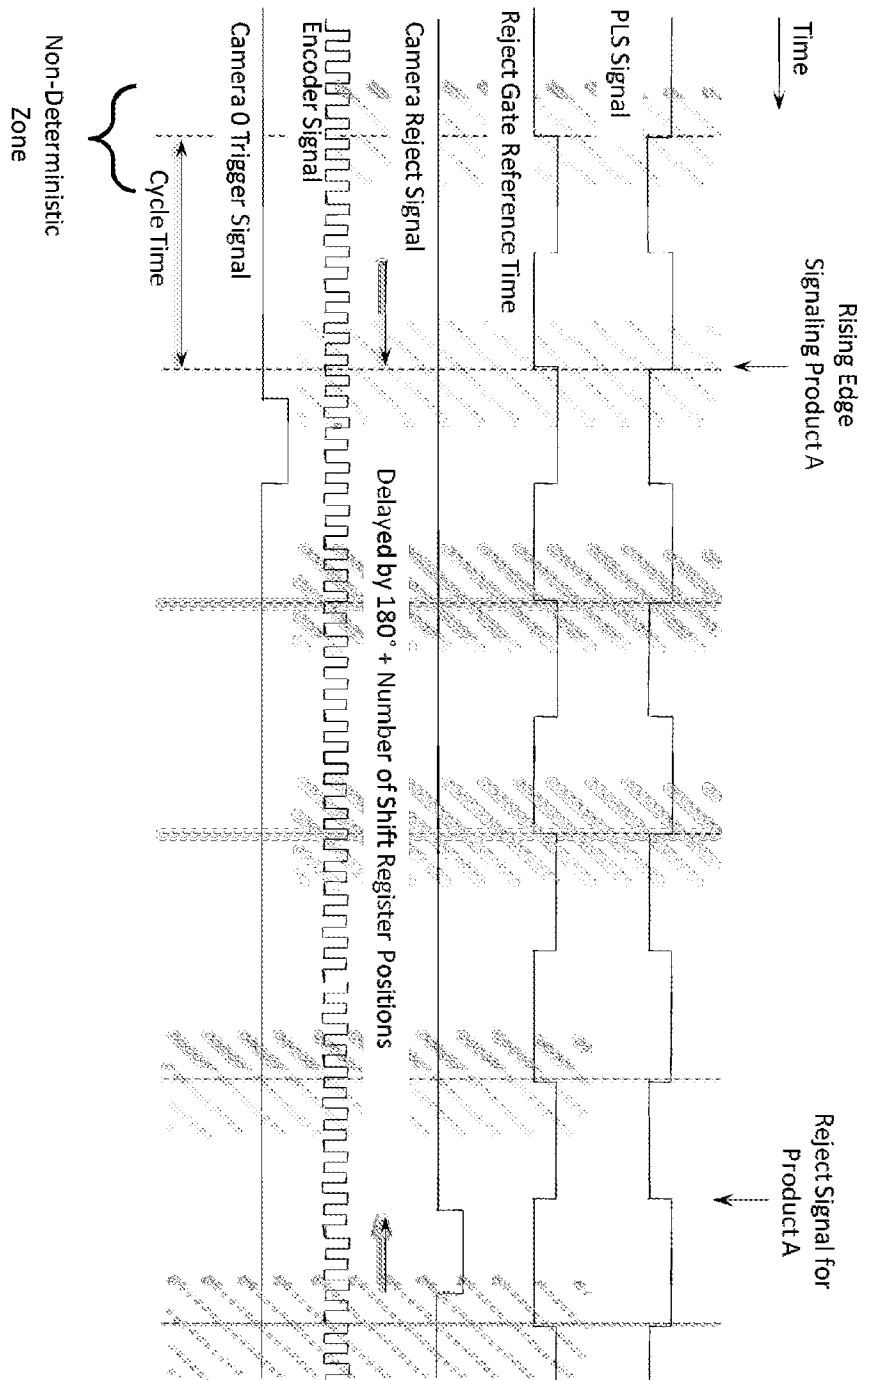 Time
Rising Edge
Signaling Product A
Reject Signal for
Product A
PLS Signal
Reject Gate Reference Time
Camera Reject Signal
Delayed by 180° + Number of Shift Register Positions
Encoder Signal
Camera 0 Trigger Signal
Cycle Time
Non-Deterministic
Zone